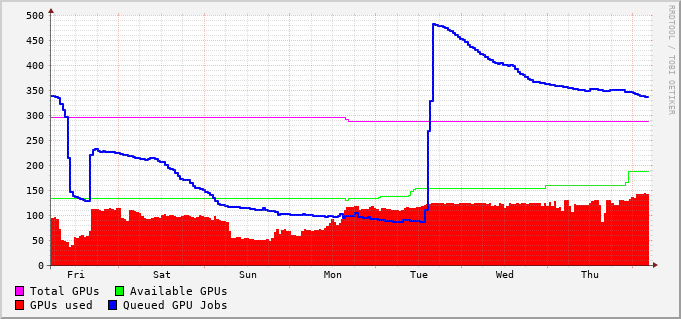 500
450
400
350
300
250
200
150
100
50
0
Fri Sat Sun Mon Tue Wed Thu
Total GPUs Available GPUs
GPUs used Queued GPU Jobs
RRDTOOL / TOBI OETIKER